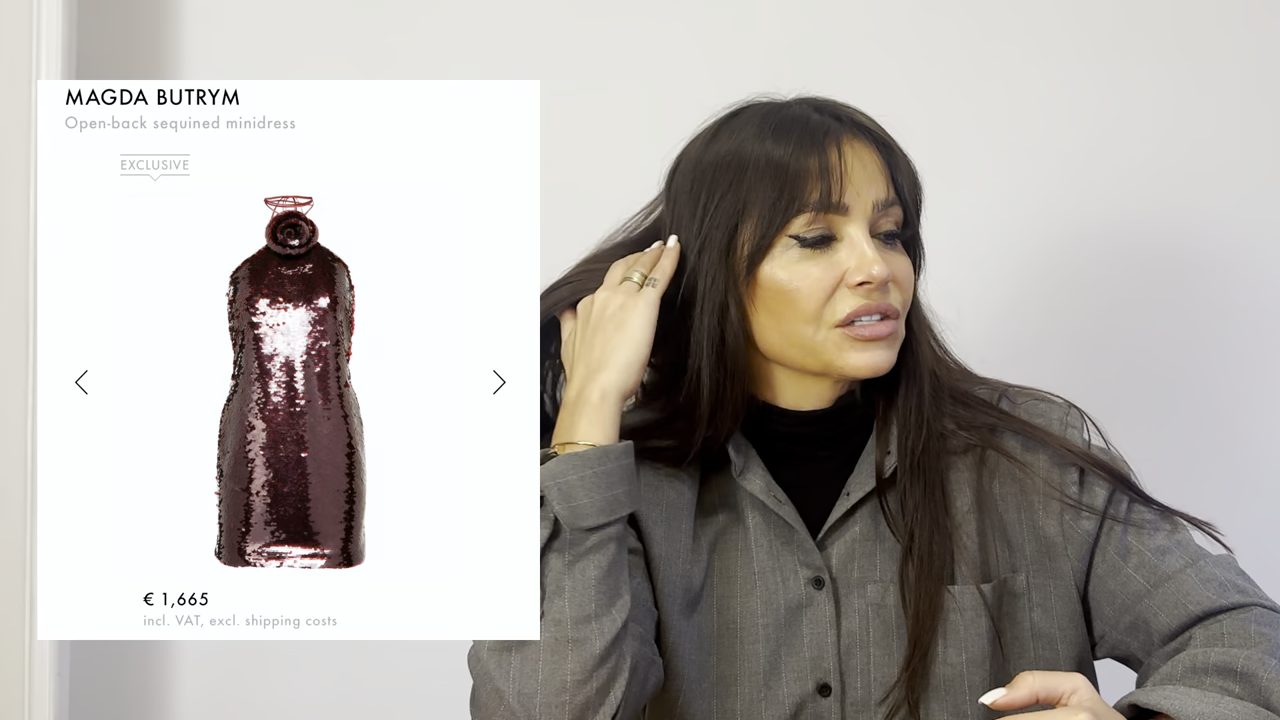 MAGDA BUTRYM
Open-back sequined minidress
EXCLUSIVE
€ 1,665
incl. VAT, excl. shipping costs